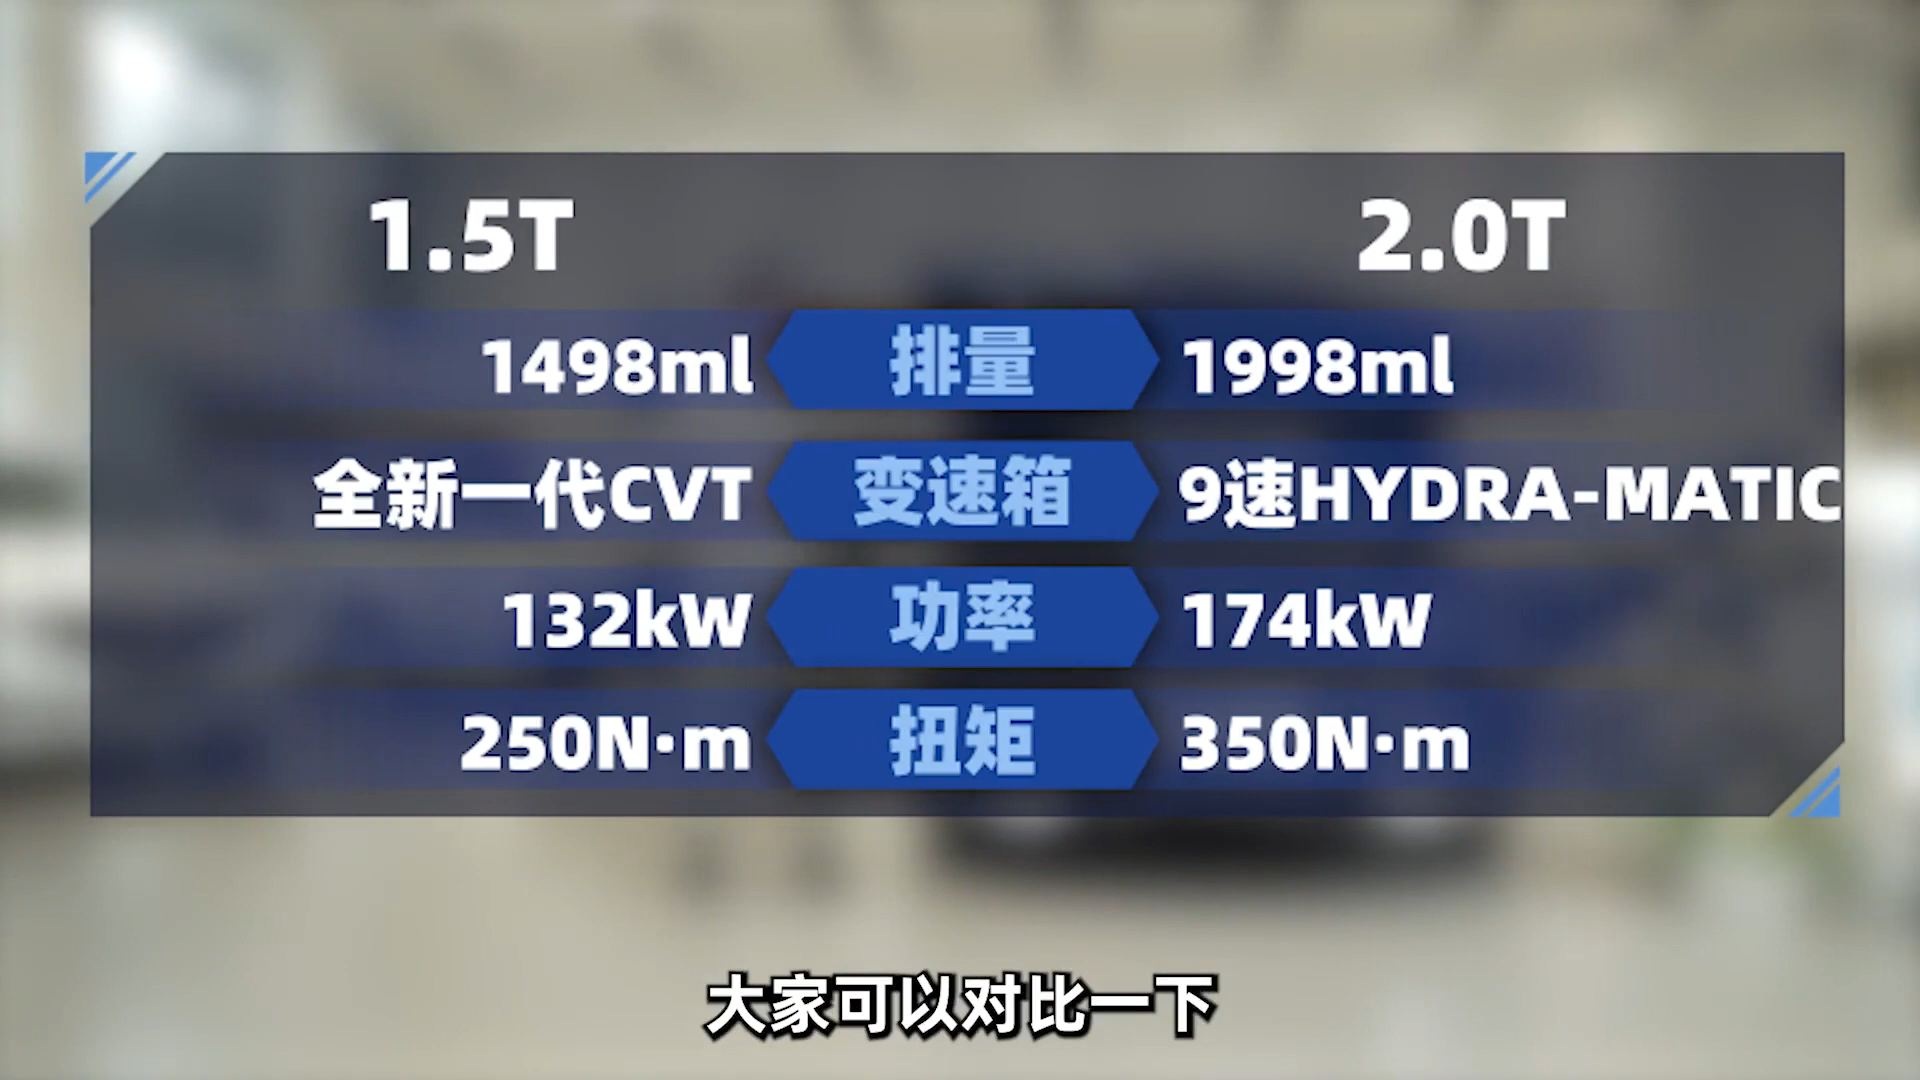 1.5T 2.0T
1498ml 排量 1998ml
全新一代CVT 变速箱 9速HYDRA-MATIC
132kW 功率 174kW
250N·m 扭矩 350N·m
大家可以对比一下